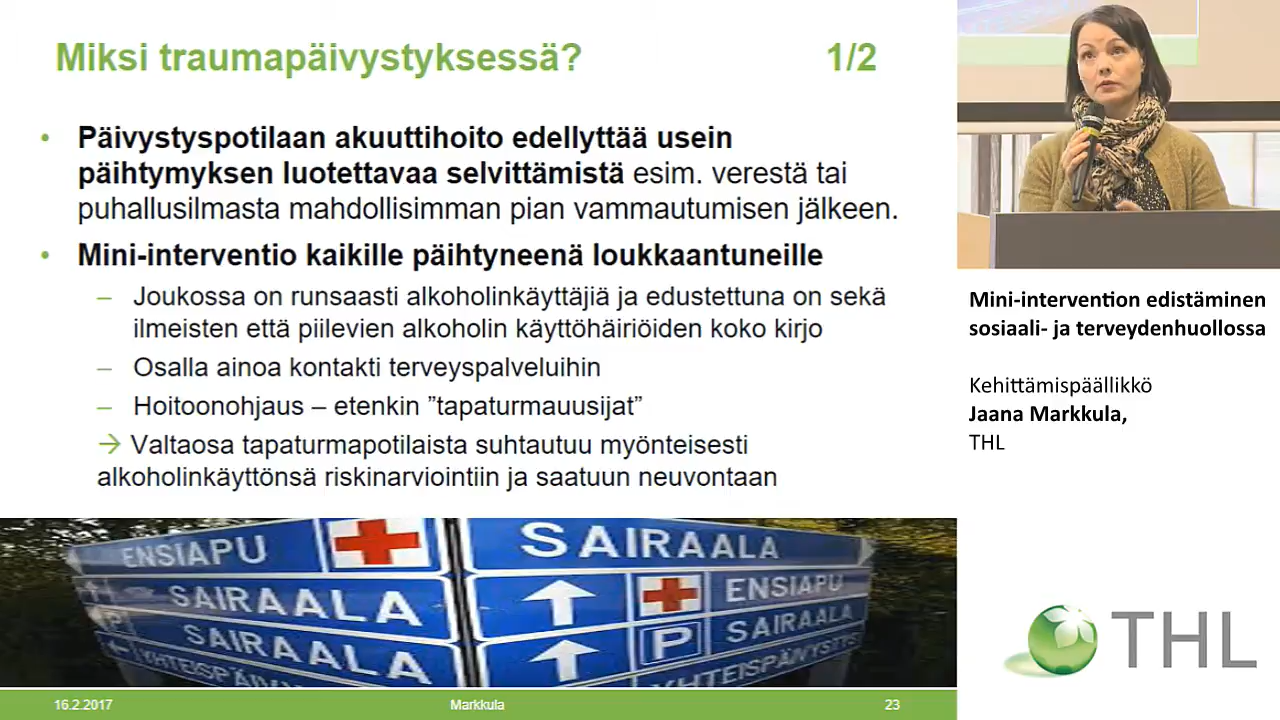 Miksi traumapäivystyksessä? 1/2
• Päivystyspotilaan akuuttihoito edellyttää usein
päihtymyksen luotettavaa selvittämistä esim. verestä tai
puhallusilmasta mahdollisimman pian vammautumisen jälkeen.
• Mini-interventio kaikille päihtyneenä loukkaantuneille
– Joukossa on runsaasti alkoholinkäyttäjiä ja edustettuna on sekä
ilmeisten että piilevien alkoholin käyttöhäiriöiden koko kirjo
– Osalla ainoa kontakti terveyspalveluihin
– Hoitoonohjaus – etenkin ”tapaturmauusijat”
→ Valtaosa tapaturmapotilaista suhtautuu myönteisesti
alkoholinkäyttönsä riskinarviointiin ja saatuun neuvontaan
ENSIAPU
SAIRAALA
SAIRAALA
YHTEISPÄIV
SAIRAALA
ENSIAPU
P SAIRAALA
YHTEISPÄIVYSTYS
16.2.2017 Markkula 23
Mini-intervention edistäminen
sosiaali- ja terveydenhuollossa
Kehittämispäällikkö
Jaana Markkula,
THL
THL